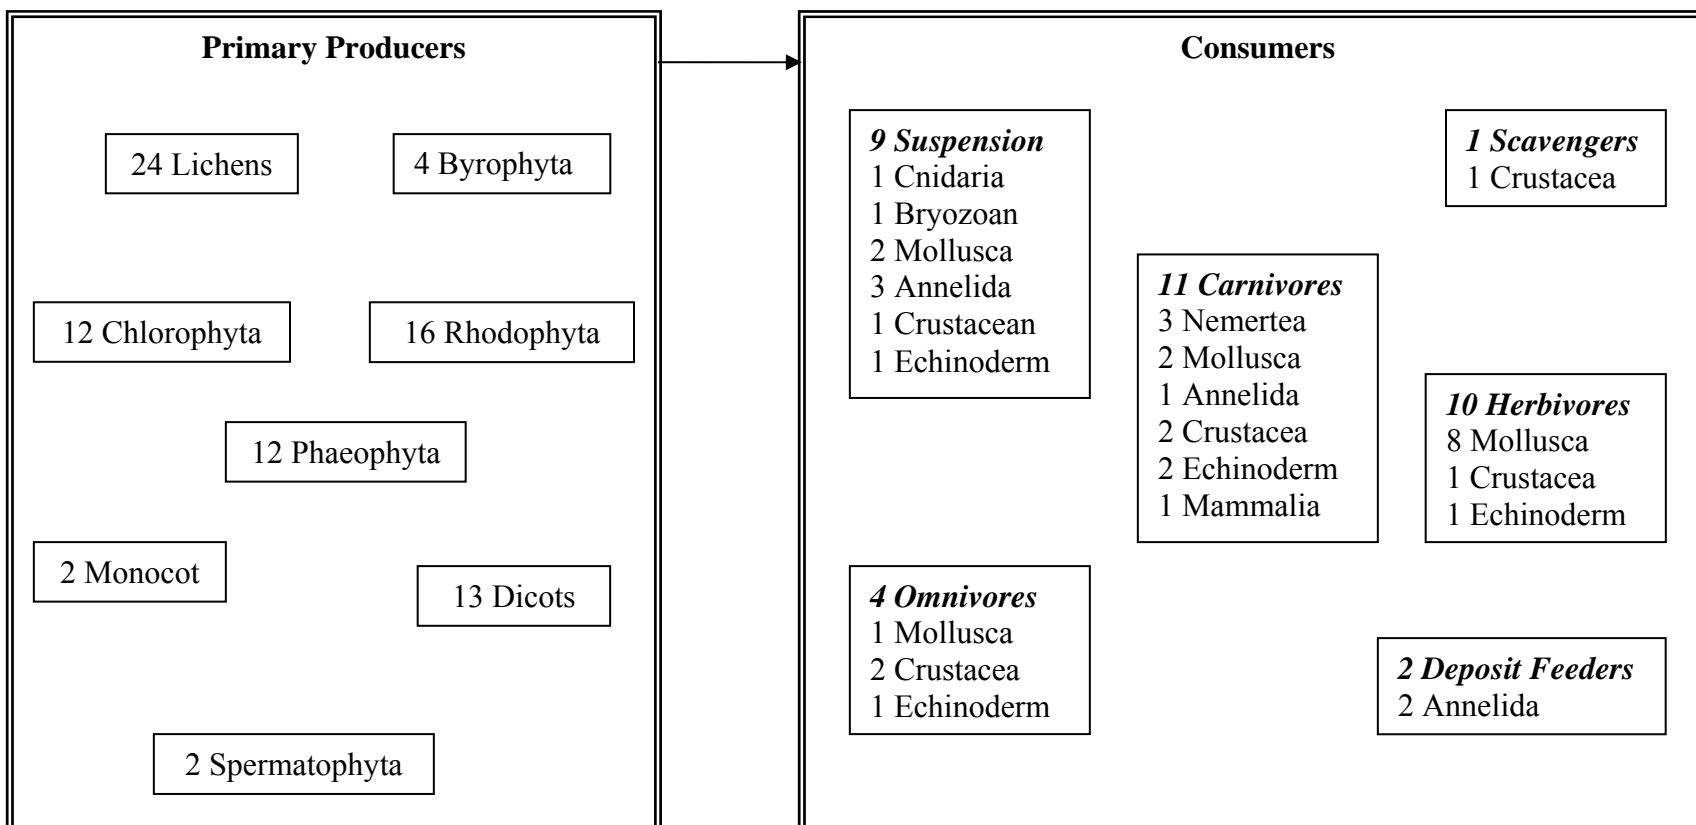 Primary Producers
24 Lichens
4 Byrophyta
12 Chlorophyta
16 Rhodophyta
12 Phaeophyta
2 Monocot
13 Dicots
2 Spermatophyta
Consumers
9 Suspension
1 Cnidaria
1 Bryozoan
2 Mollusca
3 Annelida
1 Crustacean
1 Echinoderm
1 Scavengers
1 Crustacea
11 Carnivores
3 Nemertea
2 Mollusca
1 Annelida
2 Crustacea
2 Echinoderm
1 Mammalia
10 Herbivores
8 Mollusca
1 Crustacea
1 Echinoderm
4 Omnivores
1 Mollusca
2 Crustacea
1 Echinoderm
2 Deposit Feeders
2 Annelida